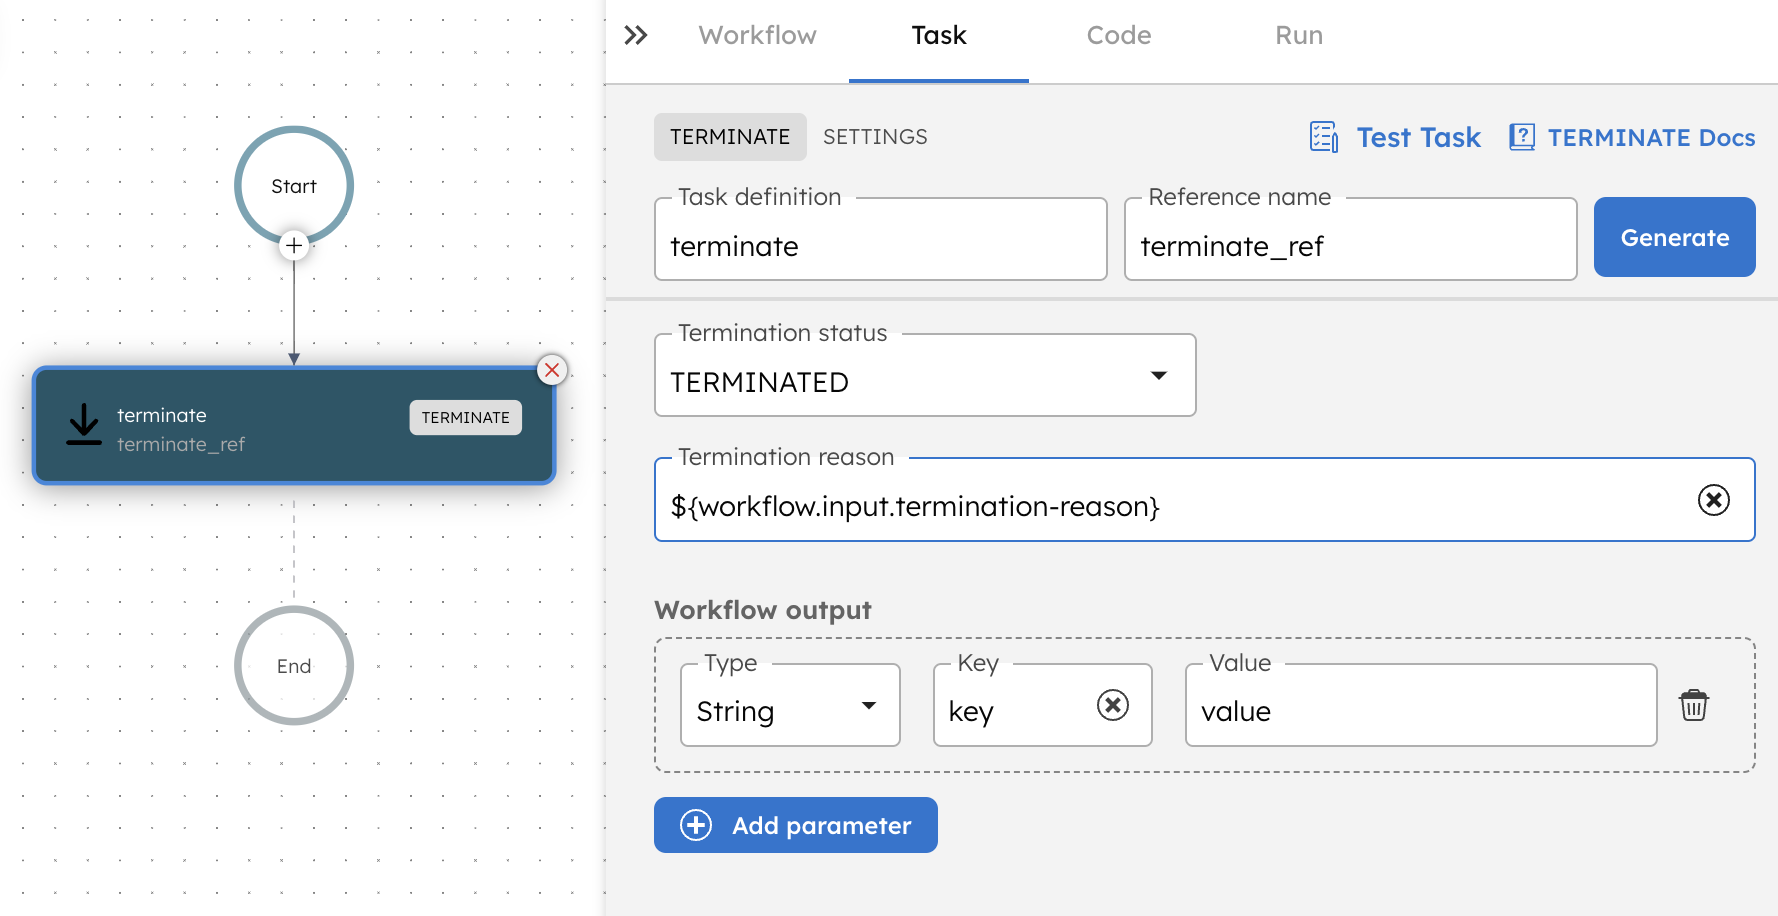 Start
terminate
terminate_ref
TERMINATE
End
Workflow
Task
Code
Run
TERMINATE
SETTINGS
Test Task
TERMINATE Docs
Task definition
terminate
Reference name
terminate_ref
Generate
Termination status
TERMINATED
Termination reason
${workflow.input.termination-reason}
Workflow output
Type
String
Key
key
Value
value
Add parameter